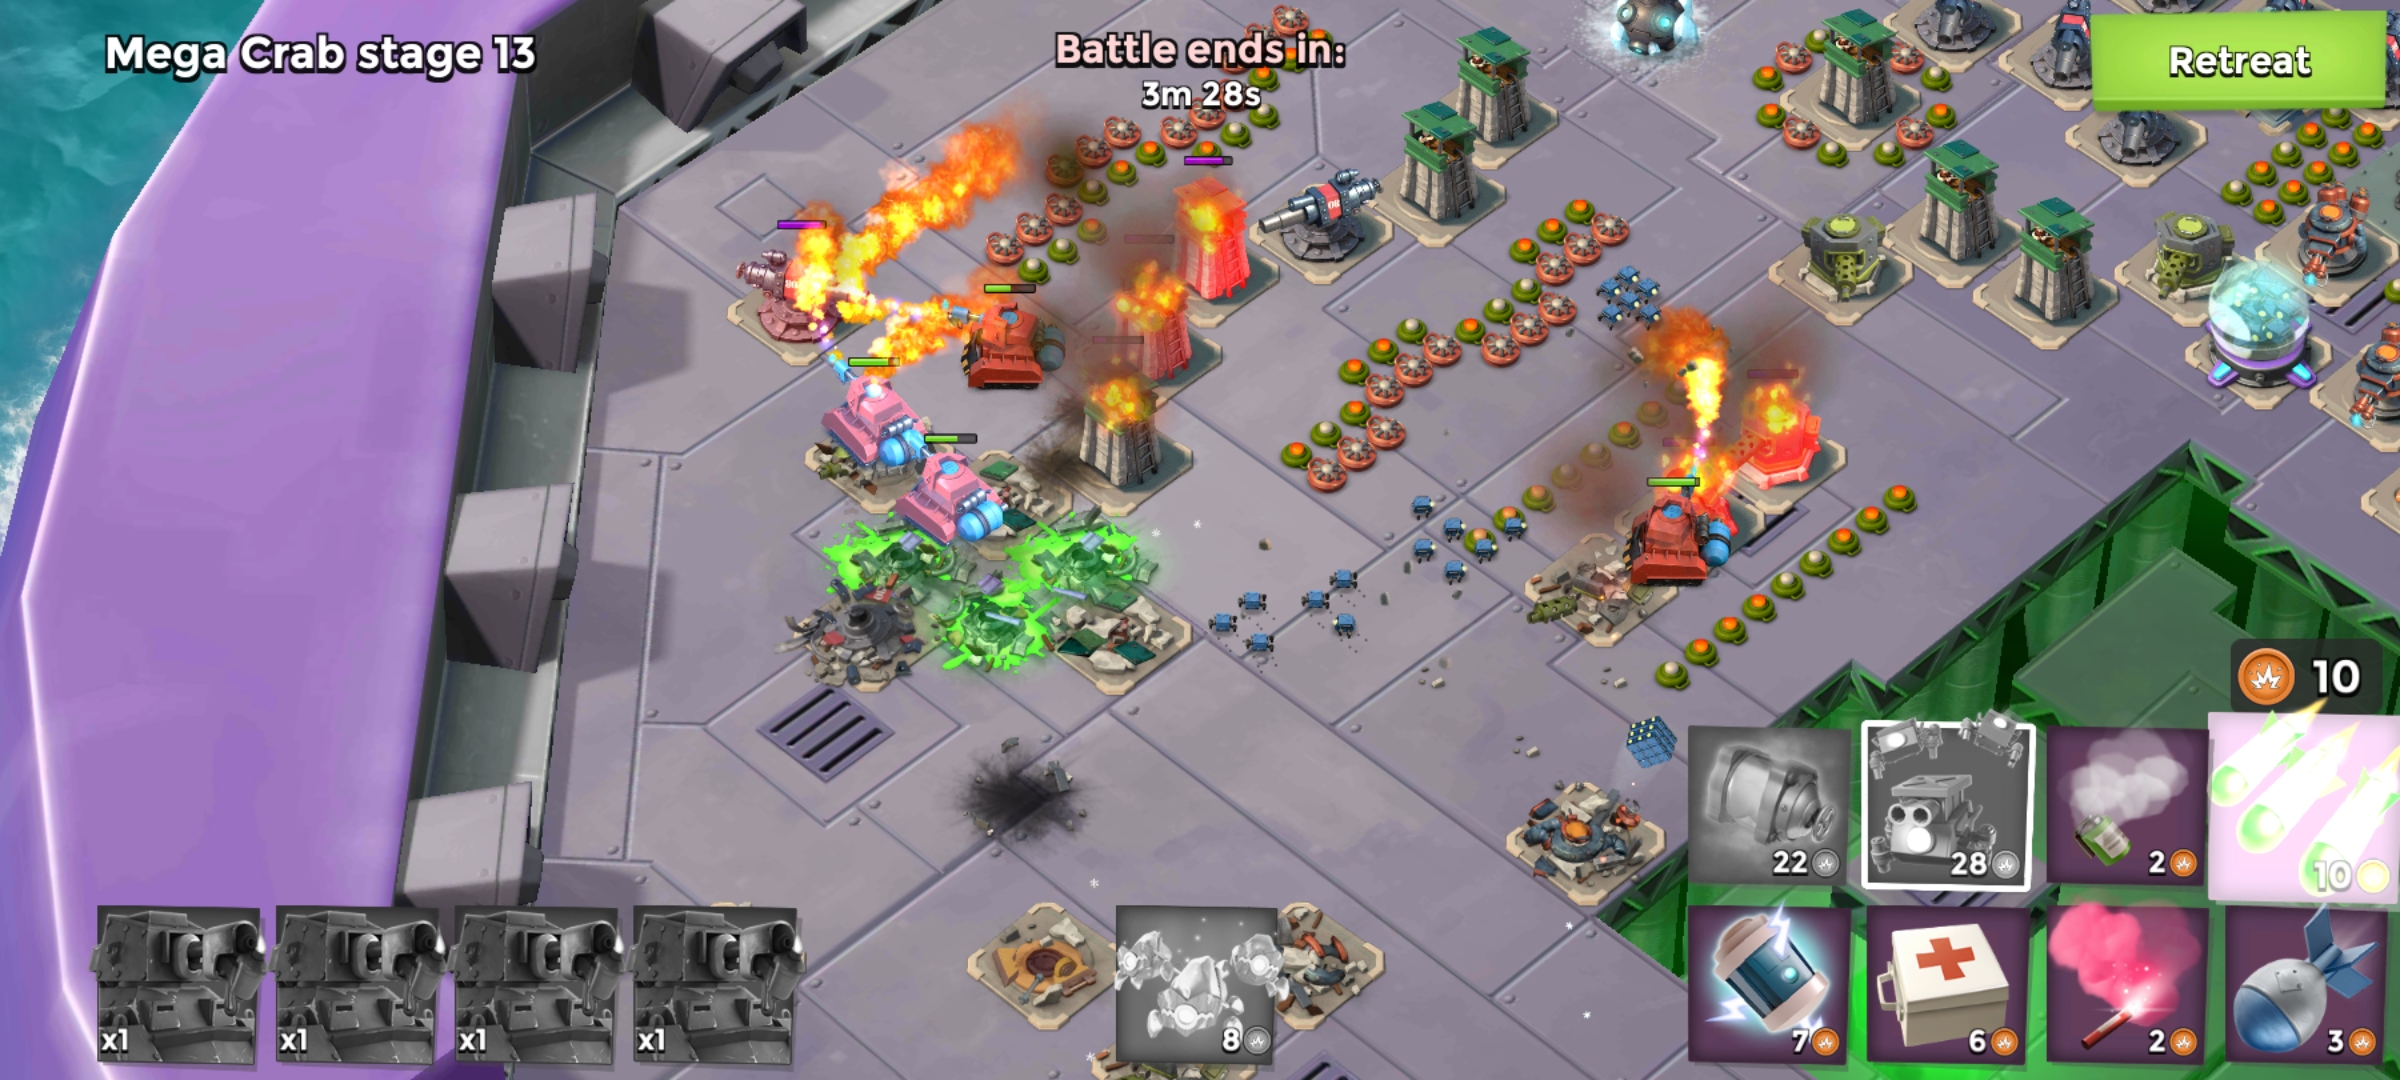 Mega Crab stage 13
Battle ends in:
3m 28s
Retreat
10
22
28
2
10
7
6
2
3
x1
x1
x1
x1
8